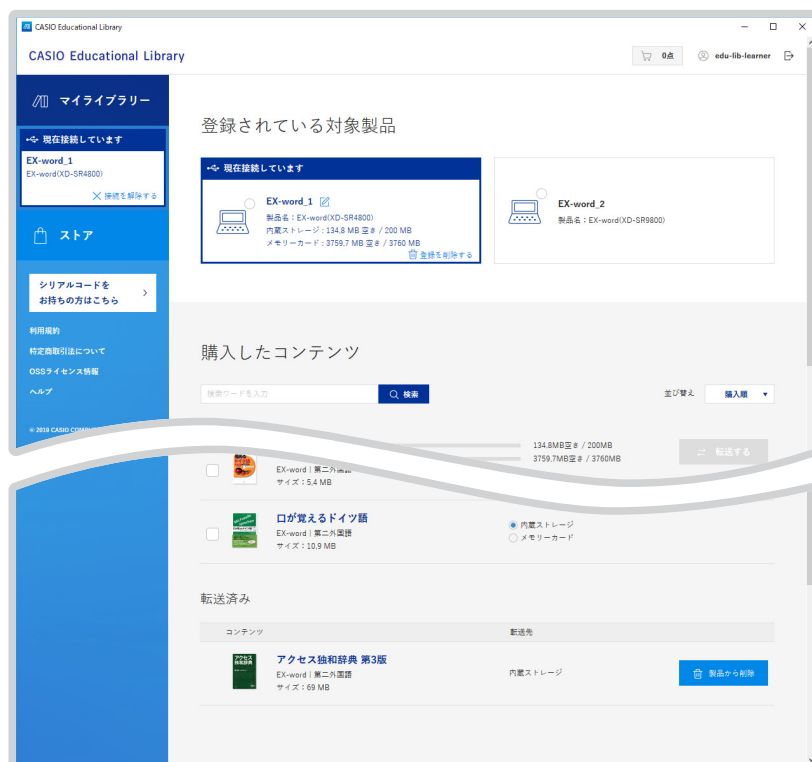 CASIO Educational Library
CASIO Educational Library
0点
edu-lib-learner
マイライブラリー
現在接続しています
EX-word_1
EX-word(XD-SR4800)
接続を解除する
ストア
シリアルコードを
お持ちの方はこちら
利用規約
特定商取引法について
OSSライセンス情報
ヘルプ
© 2019 CASIO
登録されている対象製品
現在接続しています
EX-word_1
製品名：EX-word(XD-SR4800)
内蔵ストレージ：134.8 MB 空き / 200 MB
メモリーカード：3759.7 MB 空き / 3760 MB
登録を削除する
EX-word_2
製品名：EX-word(XD-SR9800)
購入したコンテンツ
検索ワードを入力
検索
並び替え
購入順
134.8MB空き / 200MB
3759.7MB空き / 3760MB
転送する
EX-word | 第二外国語
サイズ：5.4 MB
口が覚えるドイツ語
EX-word | 第二外国語
サイズ：10.9 MB
内蔵ストレージ
メモリーカード
転送済み
コンテンツ
転送先
アクセス
独和辞典
アクセス独和辞典 第3版
EX-word | 第二外国語
サイズ：69 MB
内蔵ストレージ
製品から削除